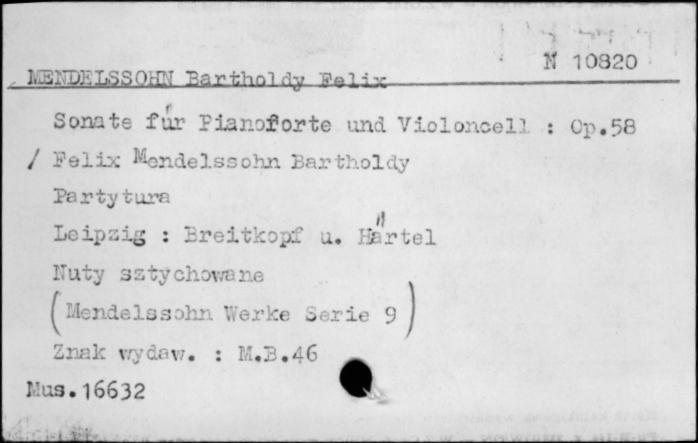 N 10820
MENDELSSOHN Bartholdy Felix
Sonate für Pianoforte und Violoncell : Op.58
/ Felix Mendelssohn Bartholdy
Partytura
Leipzig : Breitkopf u. Härtel
Nuty sztychowane
(Mendelssohn Werke Serie 9)
Znak wydaw. : M.B.46
Mus.16632